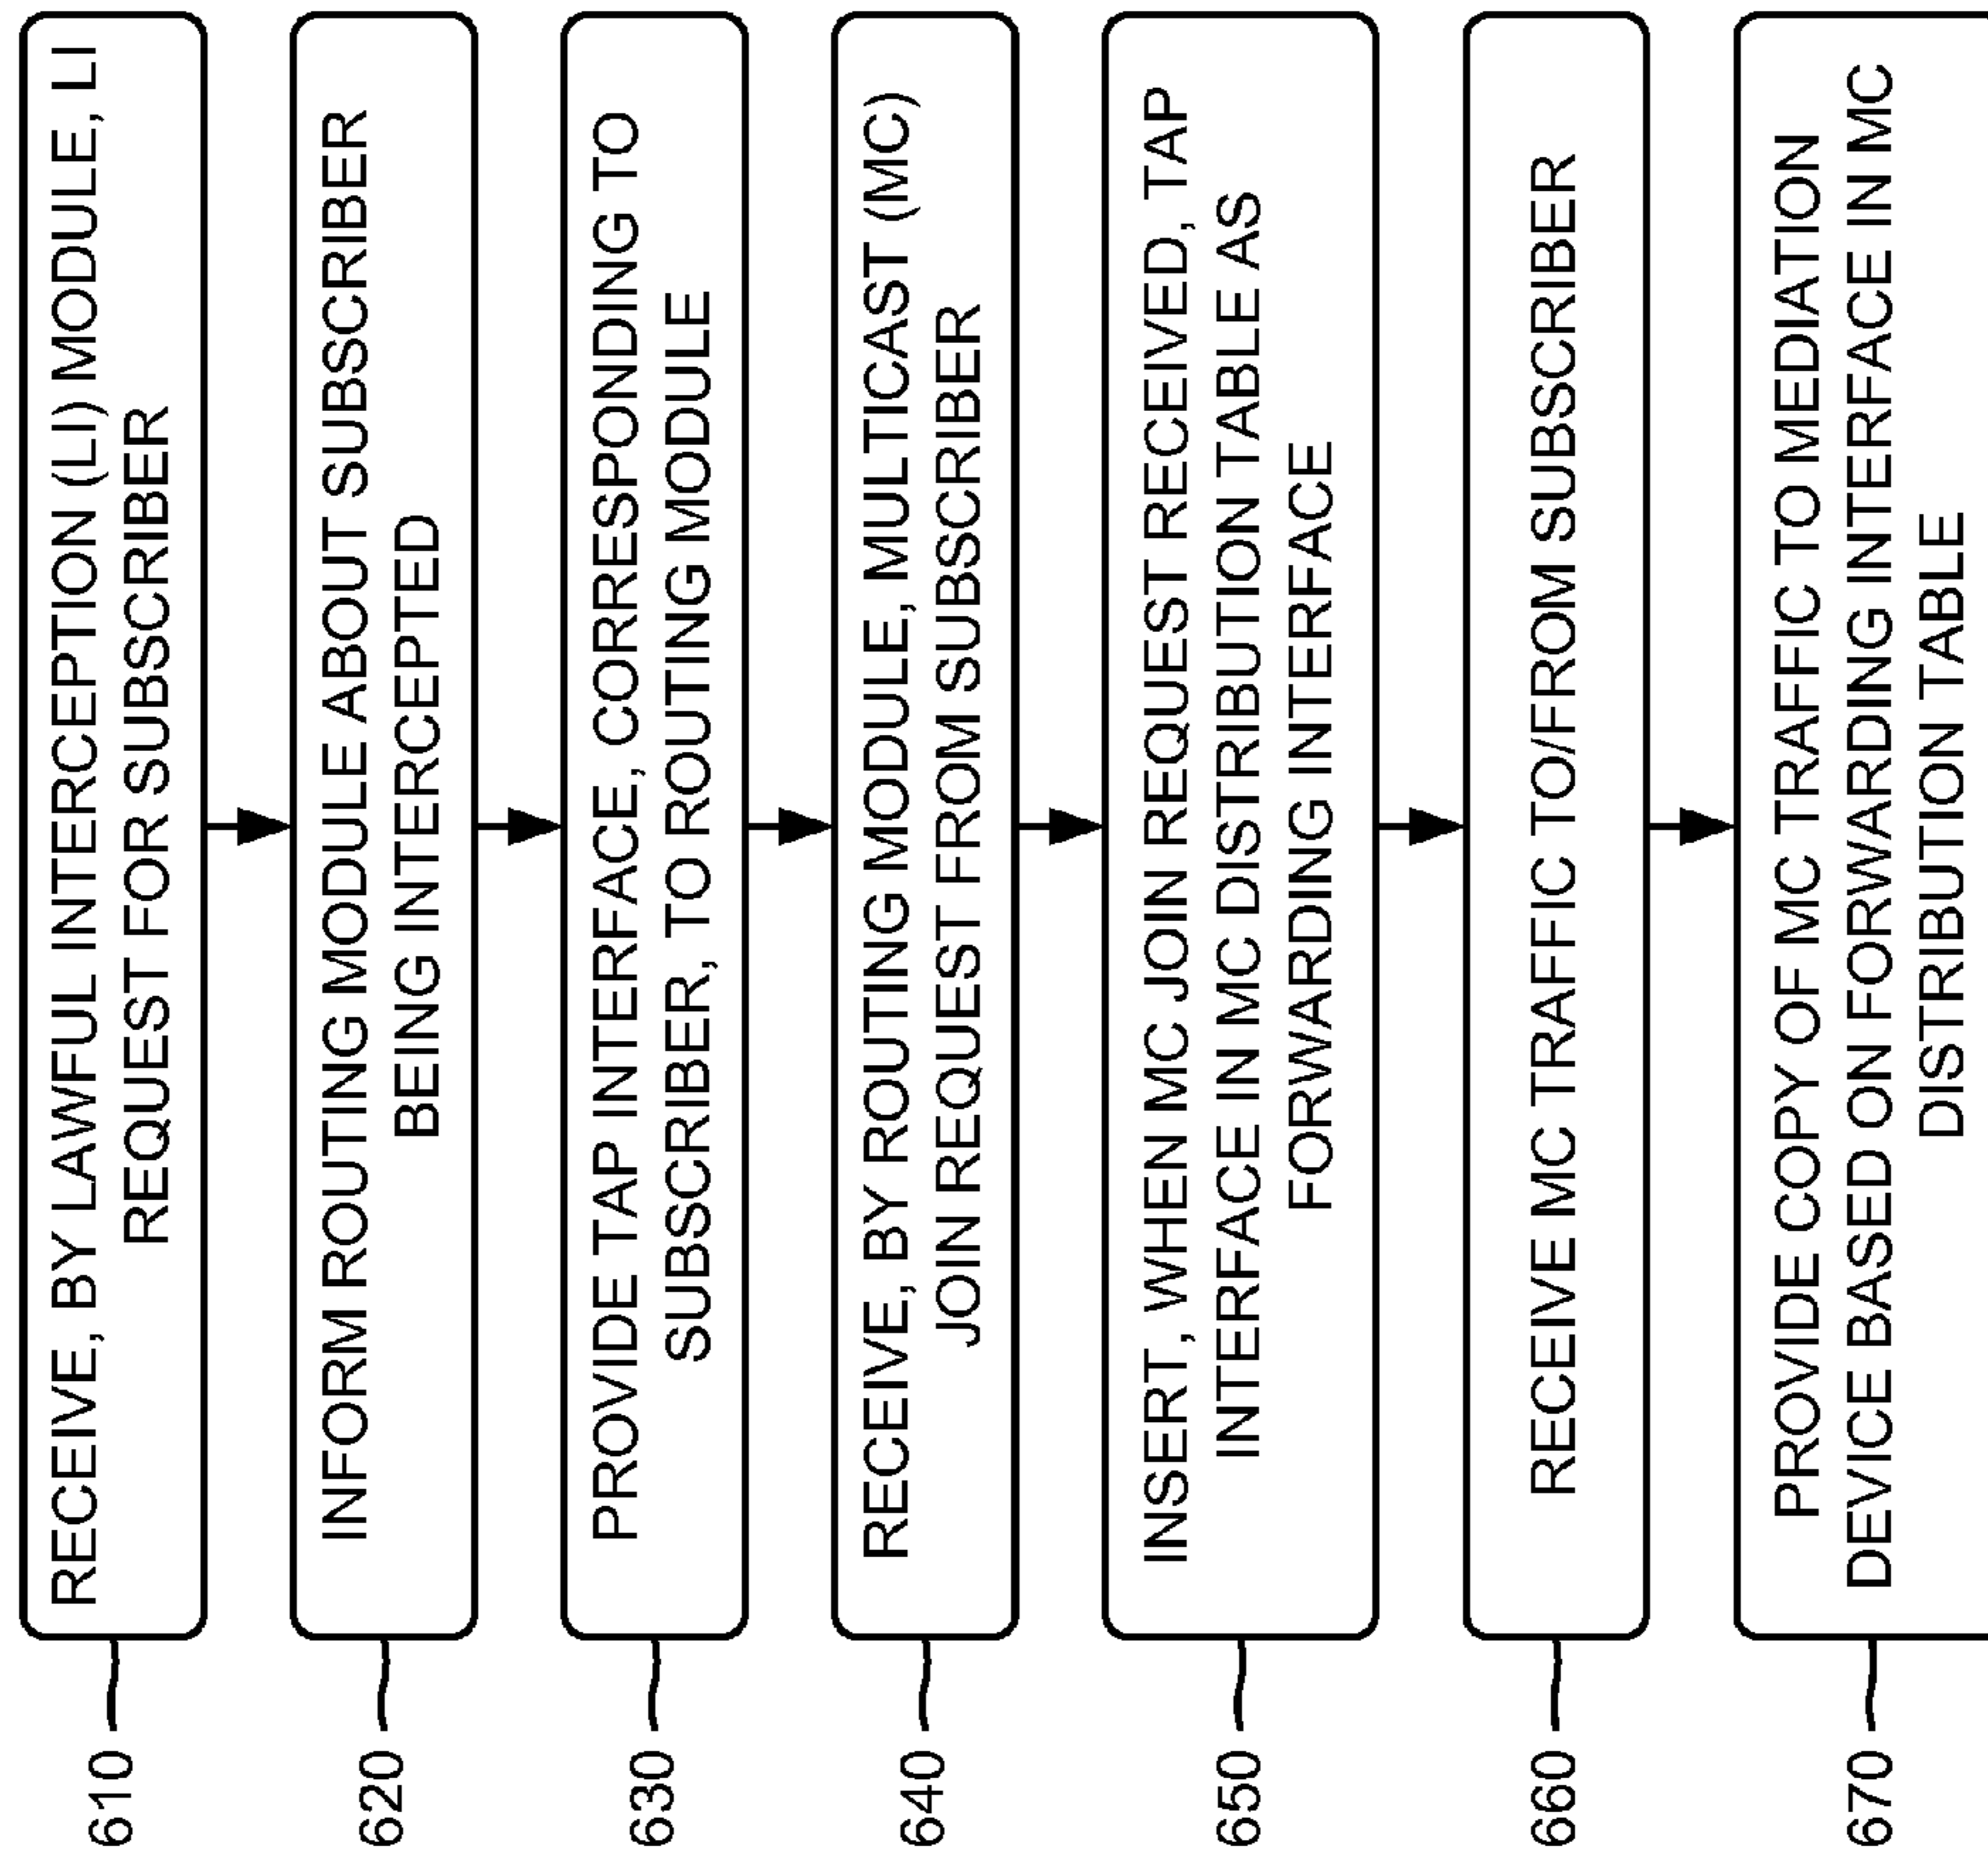 610
RECEIVE, BY LAWFUL INTERCEPTION (LI) MODULE, LI
REQUEST FOR SUBSCRIBER
620
INFORM ROUTING MODULE ABOUT SUBSCRIBER
BEING INTERCEPTED
630
PROVIDE TAP INTERFACE, CORRESPONDING TO
SUBSCRIBER, TO ROUTING MODULE
640
RECEIVE, BY ROUTING MODULE, MULTICAST (MC)
JOIN REQUEST FROM SUBSCRIBER
650
INSERT, WHEN MC JOIN REQUEST RECEIVED, TAP
INTERFACE IN MC DISTRIBUTION TABLE AS
FORWARDING INTERFACE
660
RECEIVE MC TRAFFIC TO/FROM SUBSCRIBER
670
PROVIDE COPY OF MC TRAFFIC TO MEDIATION
DEVICE BASED ON FORWARDING INTERFACE IN MC
DISTRIBUTION TABLE